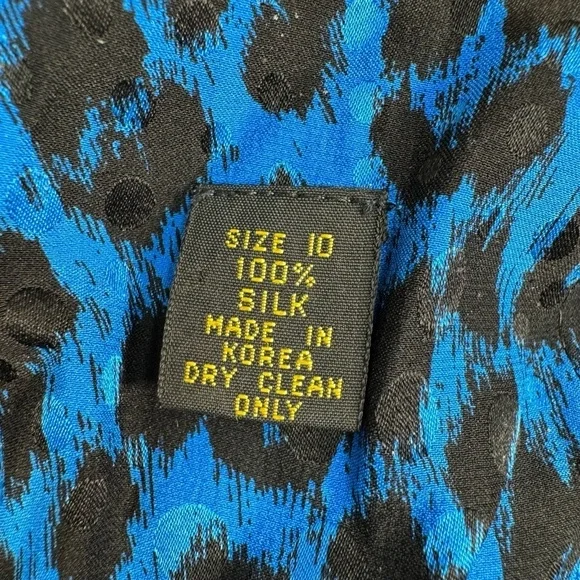 SIZE 10
100%
SILK
MADE IN
KOREA
DRY CLEAN
ONLY